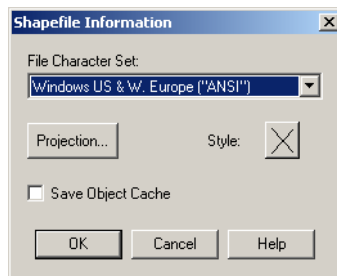 Shapefile Information
File Character Set:
Windows US & W. Europe ("ANSI")
Projection... Style:
Save Object Cache
OK Cancel Help